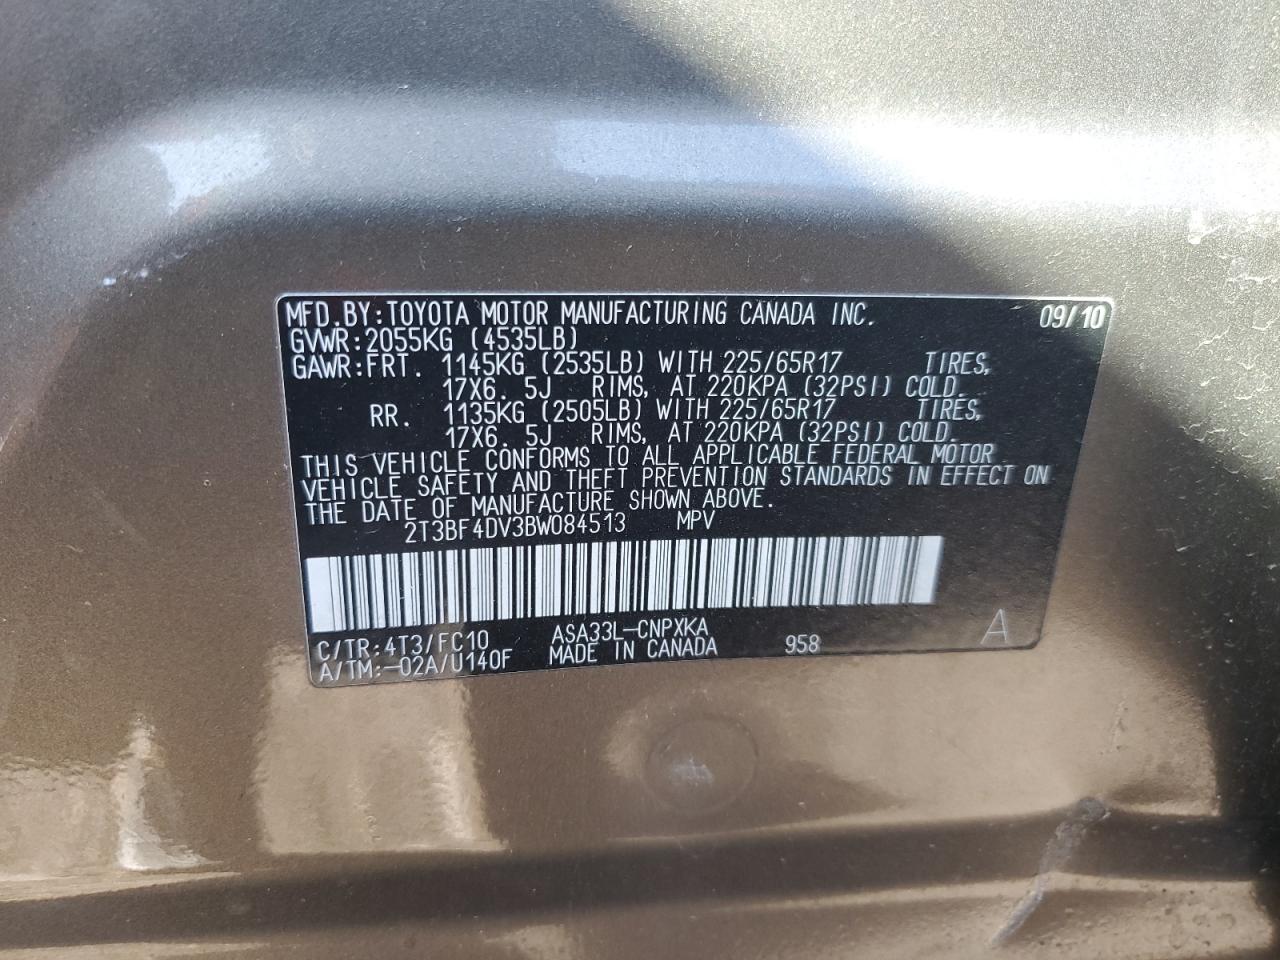 MFD.BY:TOYOTA MOTOR MANUFACTURING CANADA INC. 09/10
GVWR:2055KG (4535LB)
GAWR:FRT. 1145KG (2535LB) WITH 225/65R17 TIRES,
17X6. 5J RIMS, AT 220KPA (32PSI) COLD.
RR. 1135KG (2505LB) WITH 225/65R17 TIRES,
17X6. 5J RIMS, AT 220KPA (32PSI) COLD.
THIS VEHICLE CONFORMS TO ALL APPLICABLE FEDERAL MOTOR
VEHICLE SAFETY AND THEFT PREVENTION STANDARDS IN EFFECT ON
THE DATE OF MANUFACTURE SHOWN ABOVE.
2T3BF4DV3BW084513 MPV
C/TR:4T3/FC10 ASA33L-CNPXKA
A/TM:-02A/U140F MADE IN CANADA 958 A